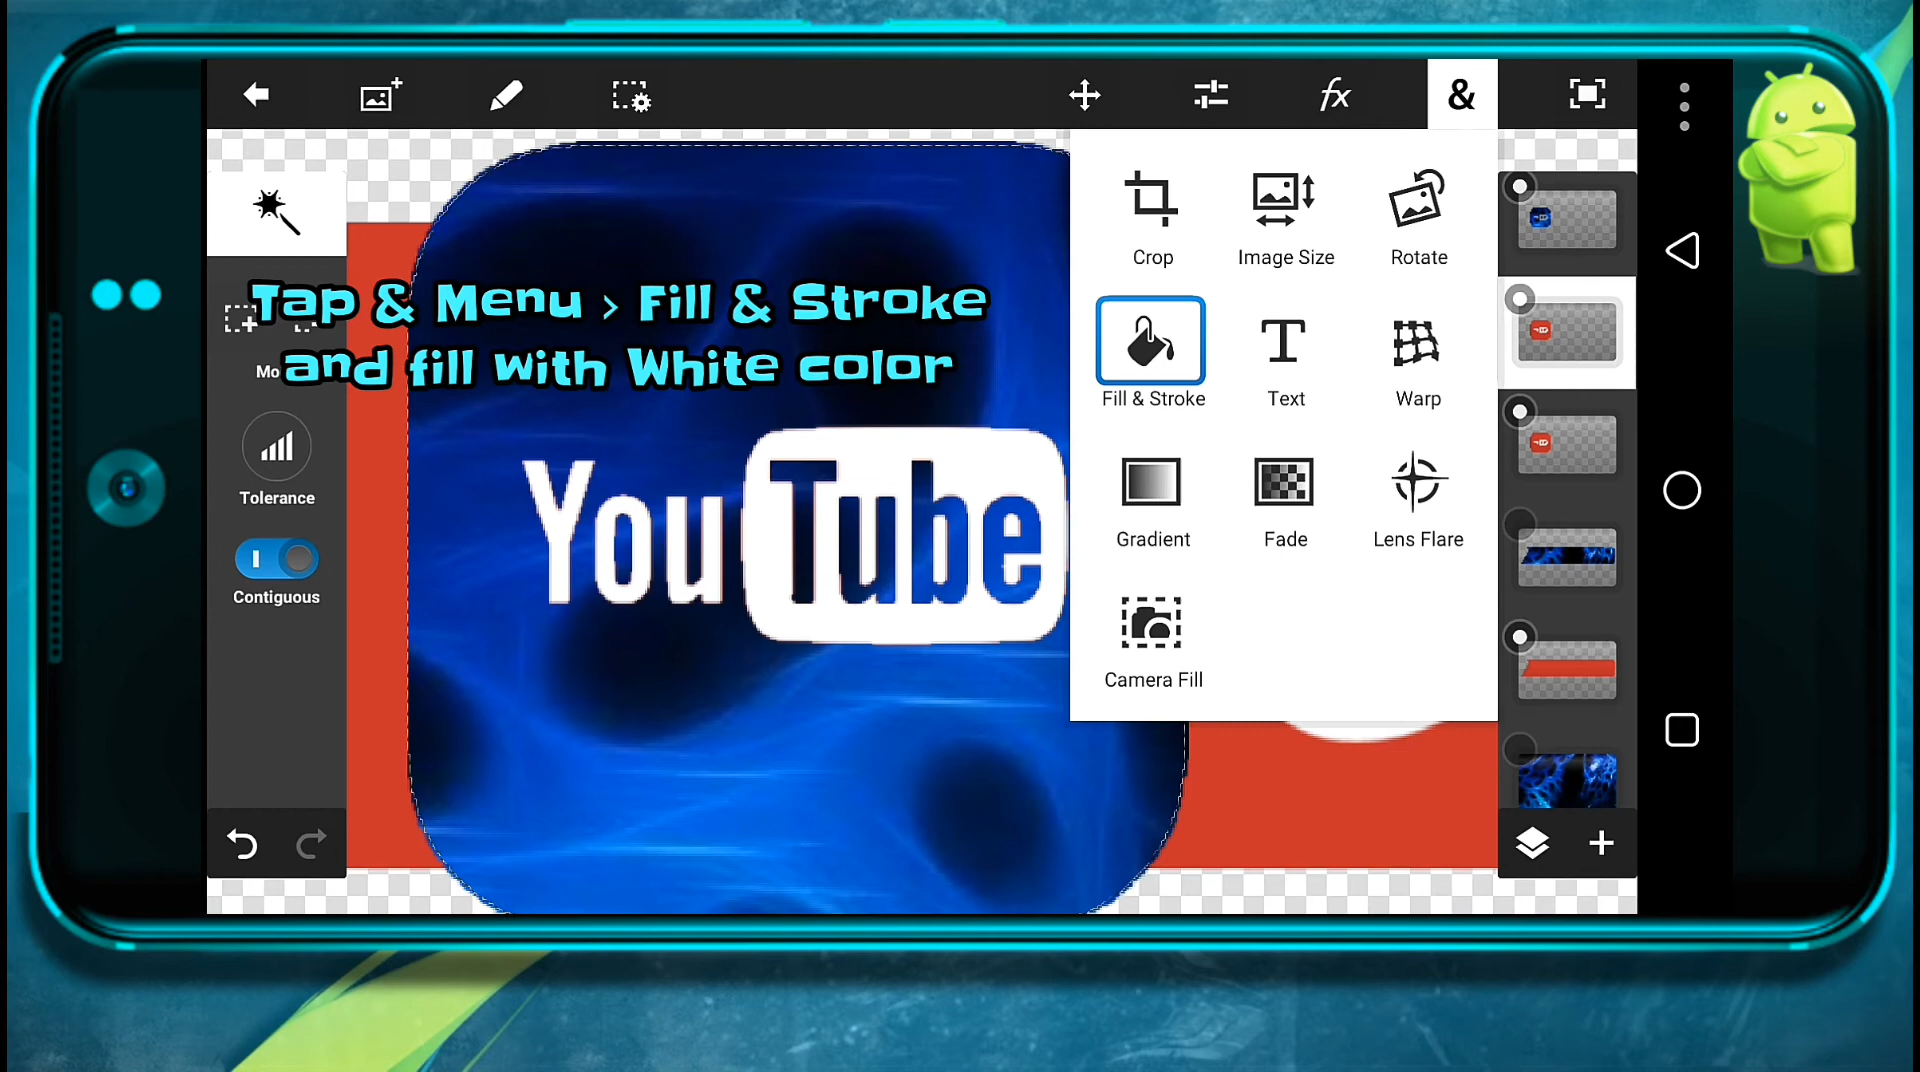 fx
&
Crop
Image Size
Rotate
Tap & Menu > Fill & Stroke
and fill with White color
Mo
Fill & Stroke
T
Text
Warp
Tolerance
YouTube
Gradient
Fade
Lens Flare
Contiguous
Camera Fill